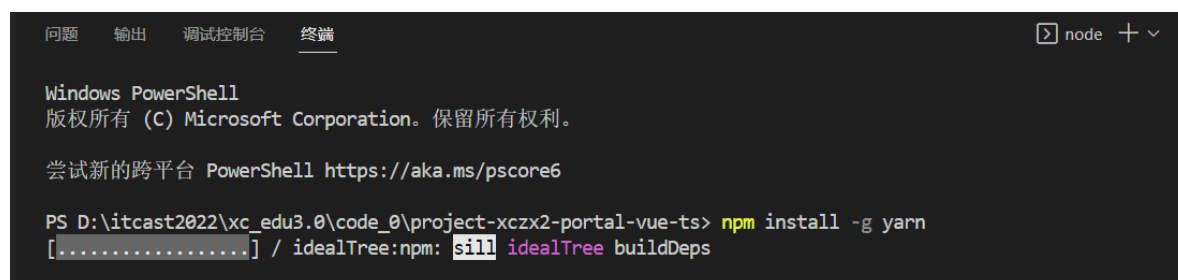 问题 输出 调试控制台 终端 node
Windows PowerShell
版权所有 (C) Microsoft Corporation。保留所有权利。
尝试新的跨平台 PowerShell https://aka.ms/pscore6
PS D:\itcast2022\xc_edu3.0\code_0\project-xczx2-portal-vue-ts> npm install -g yarn
[..................] / idealTree:npm: sill idealTree buildDeps